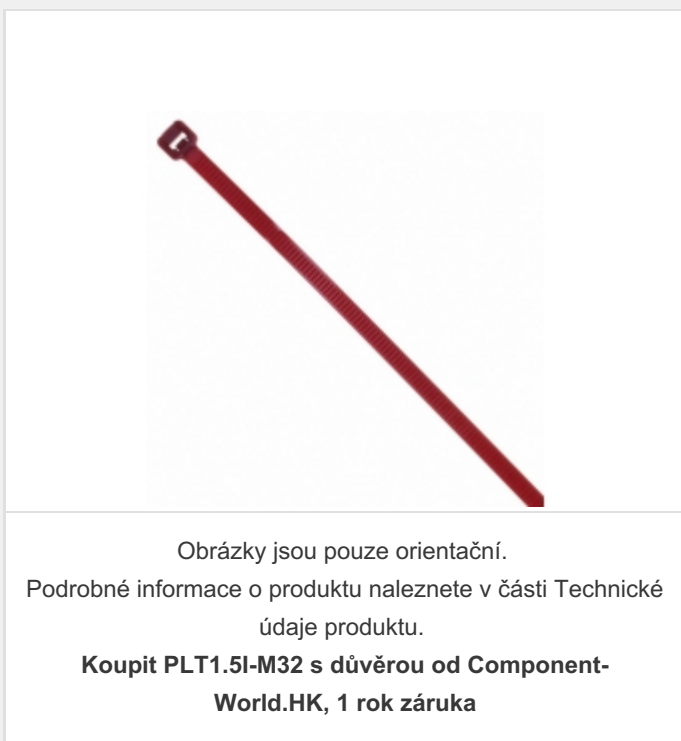 Obrázky jsou pouze orientační.
Podrobné informace o produktu naleznete v části Technické
údaje produktu.
Koupit PLT1.5I-M32 s důvěrou od Component-
World.HK, 1 rok záruka